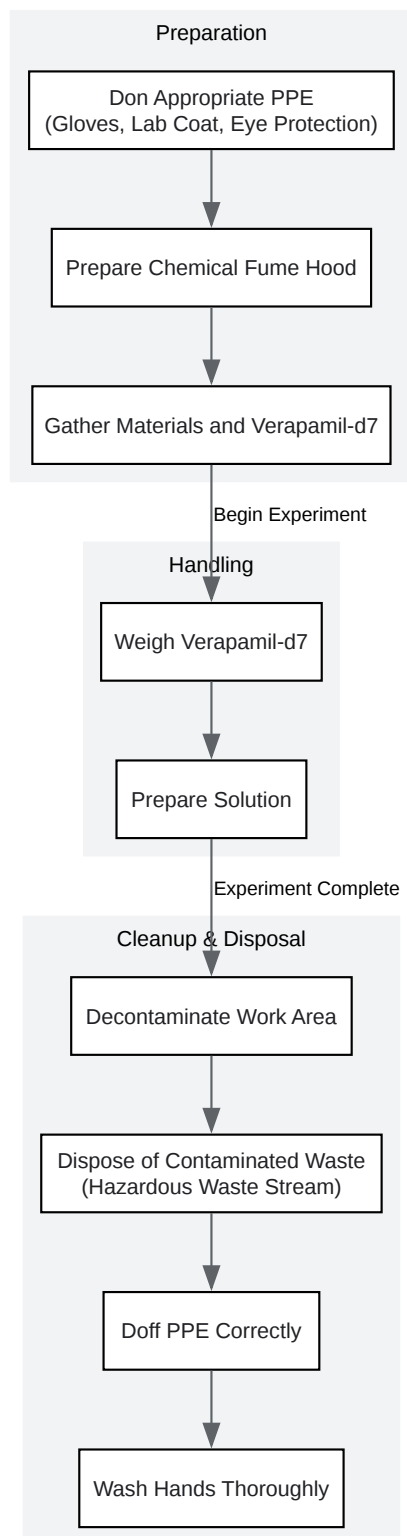 Preparation
Don Appropriate PPE
(Gloves, Lab Coat, Eye Protection)
Prepare Chemical Fume Hood
Gather Materials and Verapamil-d7
Begin Experiment
Handling
Weigh Verapamil-d7
Prepare Solution
Experiment Complete
Cleanup & Disposal
Decontaminate Work Area
Dispose of Contaminated Waste
(Hazardous Waste Stream)
Doff PPE Correctly
Wash Hands Thoroughly